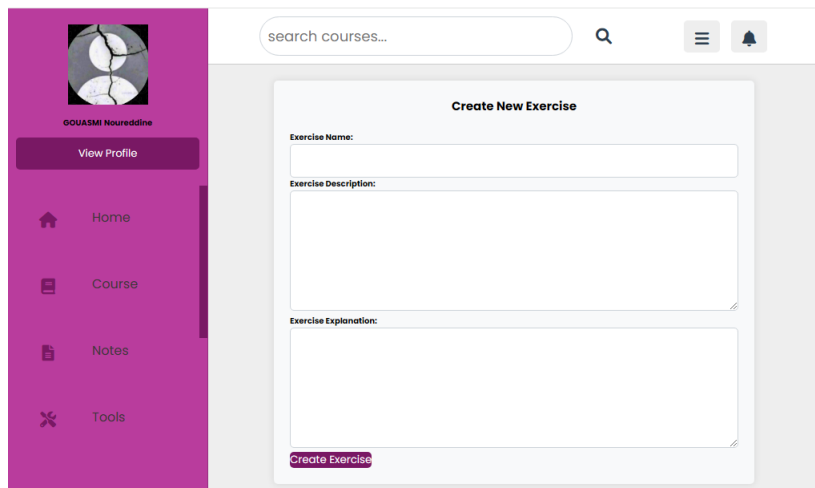 GOUASMI Noureddine
View Profile
Home
Course
Notes
Tools
search courses...
Create New Exercise
Exercise Name:
Exercise Description:
Exercise Explanation:
Create Exercise